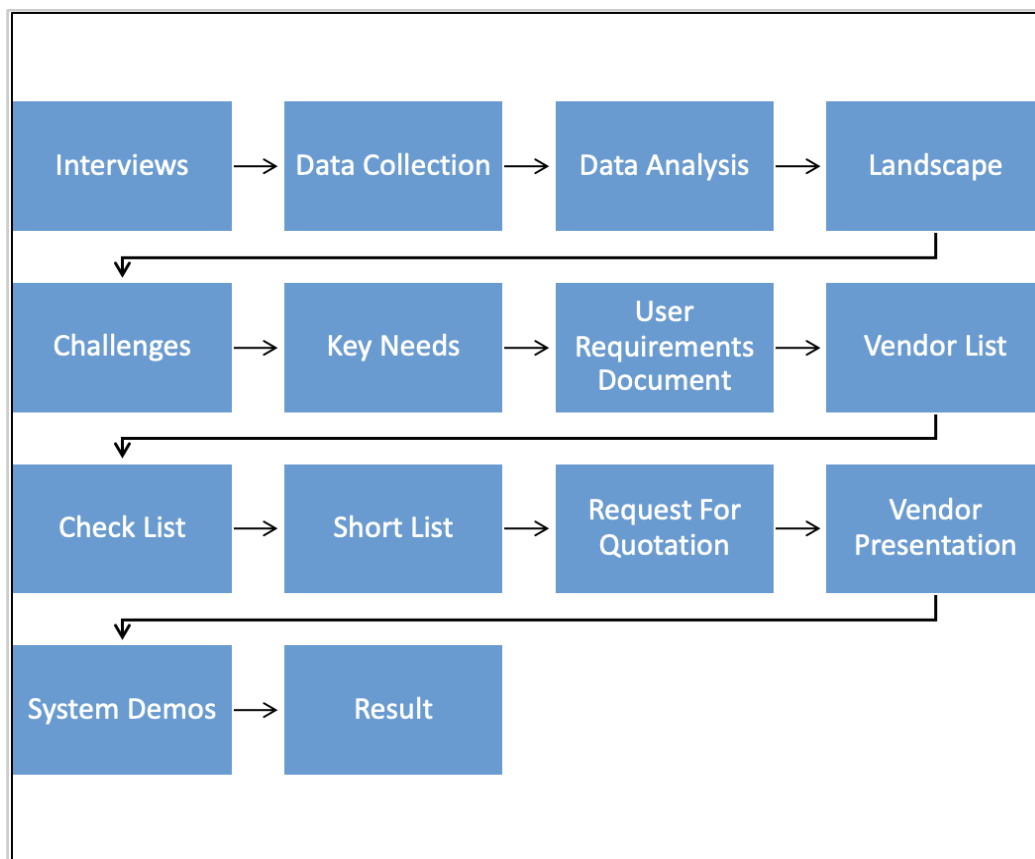 Interviews
Data Collection
Data Analysis
Landscape
Challenges
Key Needs
User
Requirements
Document
Vendor List
Check List
Short List
Request For
Quotation
Vendor
Presentation
System Demos
Result